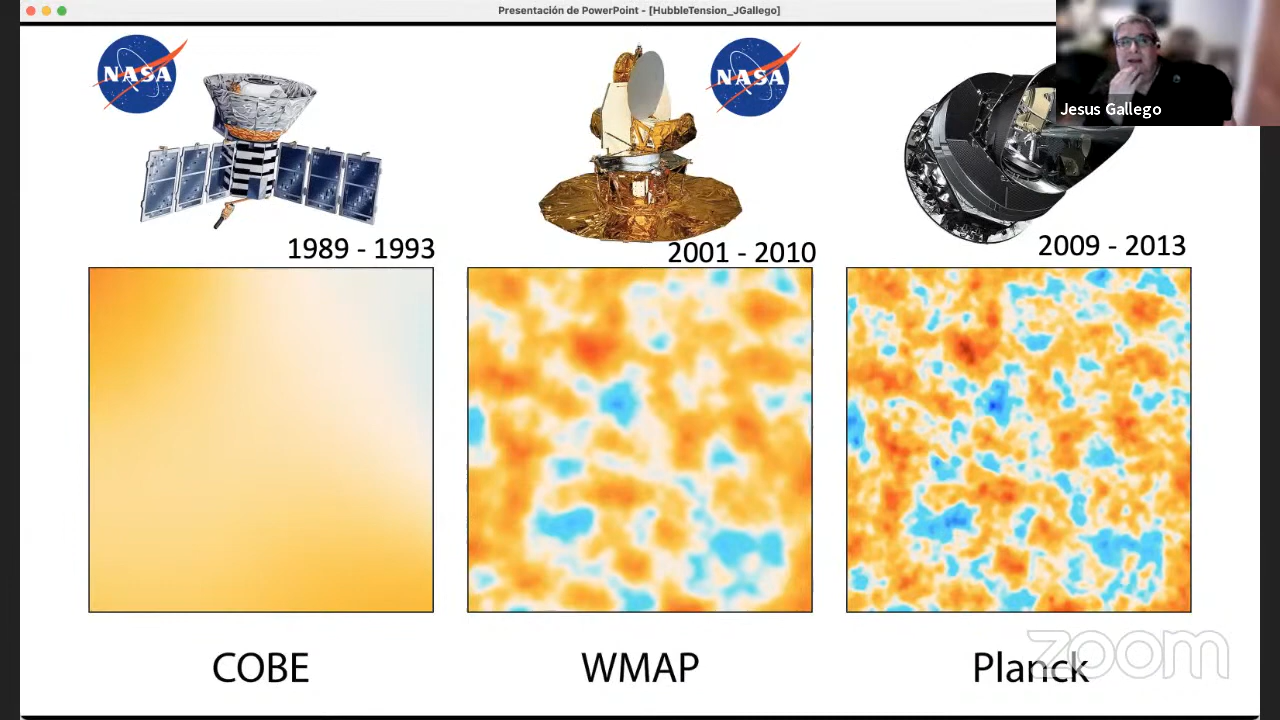 Presentación de PowerPoint - [HubbleTension_JGallego]
NASA
NASA
Jesus Gallego
1989 - 1993
2001 - 2010
2009 - 2013
COBE
WMAP
Planck
zoom